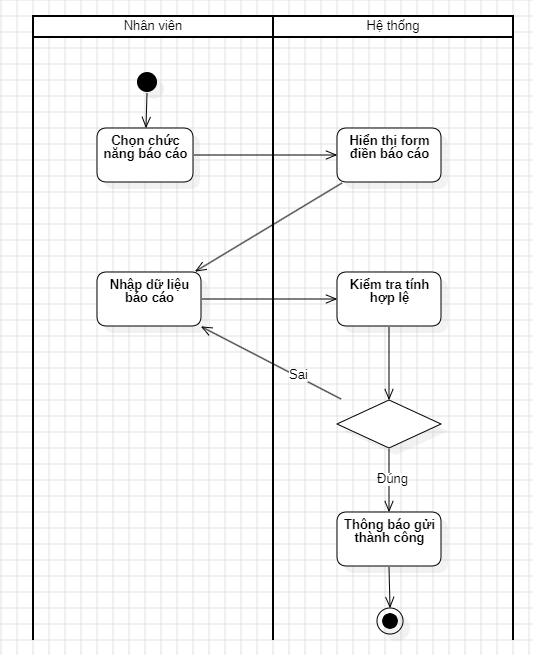 Nhân viên
Hệ thống
Chọn chức
năng báo cáo
Hiển thị form
điền báo cáo
Nhập dữ liệu
báo cáo
Kiểm tra tính
hợp lệ
Sai
Đúng
Thông báo gửi
thành công